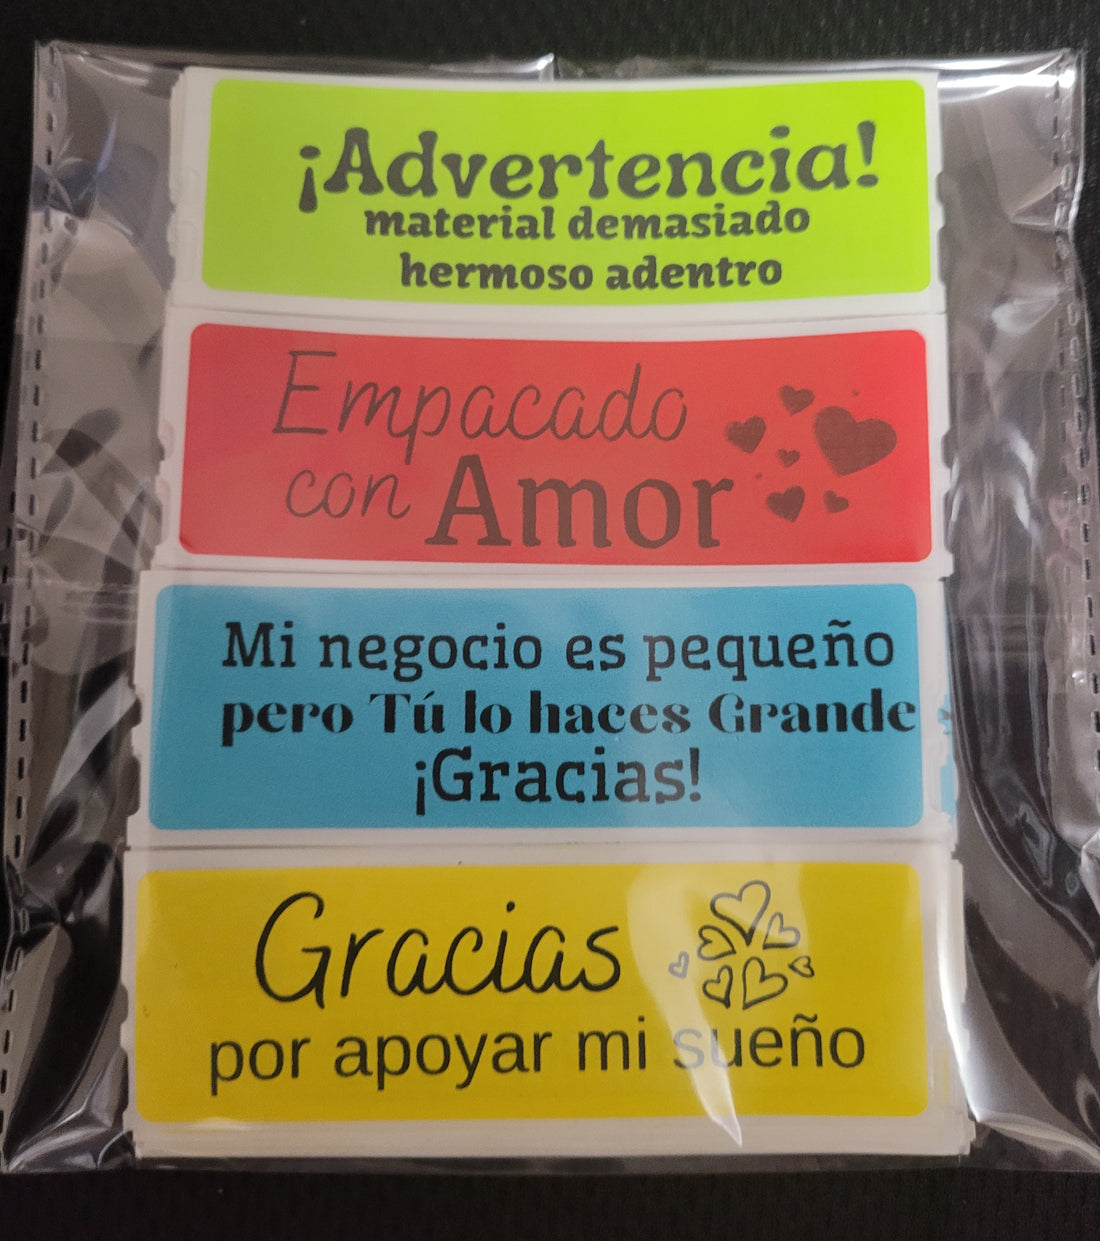 ¡Advertencia!
material demasiado
hermoso adentro
Empacado
con Amor
Mi negocio es pequeño
pero Tú lo haces Grande
¡Gracias!
Gracias
por apoyar mi sueño